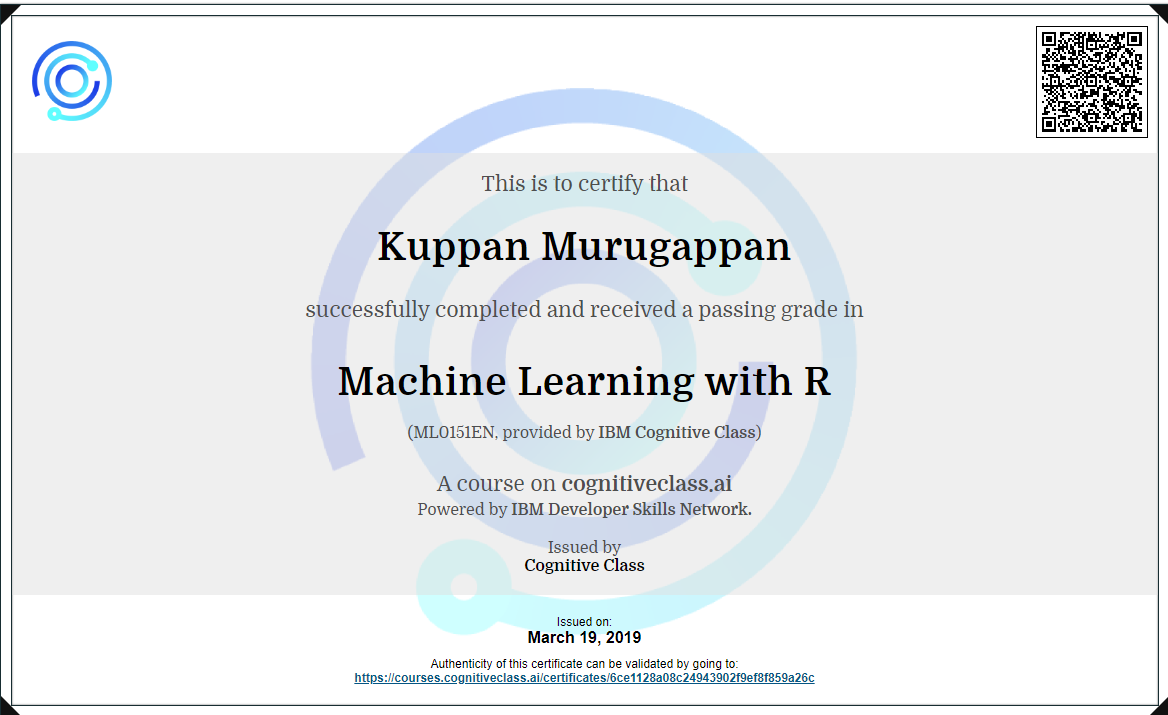 This is to certify that
Kuppan Murugappan
successfully completed and received a passing grade in
Machine Learning with R
(ML0151EN, provided by IBM Cognitive Class)
A course on cognitiveclass.ai
Powered by IBM Developer Skills Network.
Issued by
Cognitive Class
Issued on:
March 19, 2019
Authenticity of this certificate can be validated by going to:
https://courses.cognitiveclass.ai/certificates/6ce1128a08c24943902f9ef8f859a26c